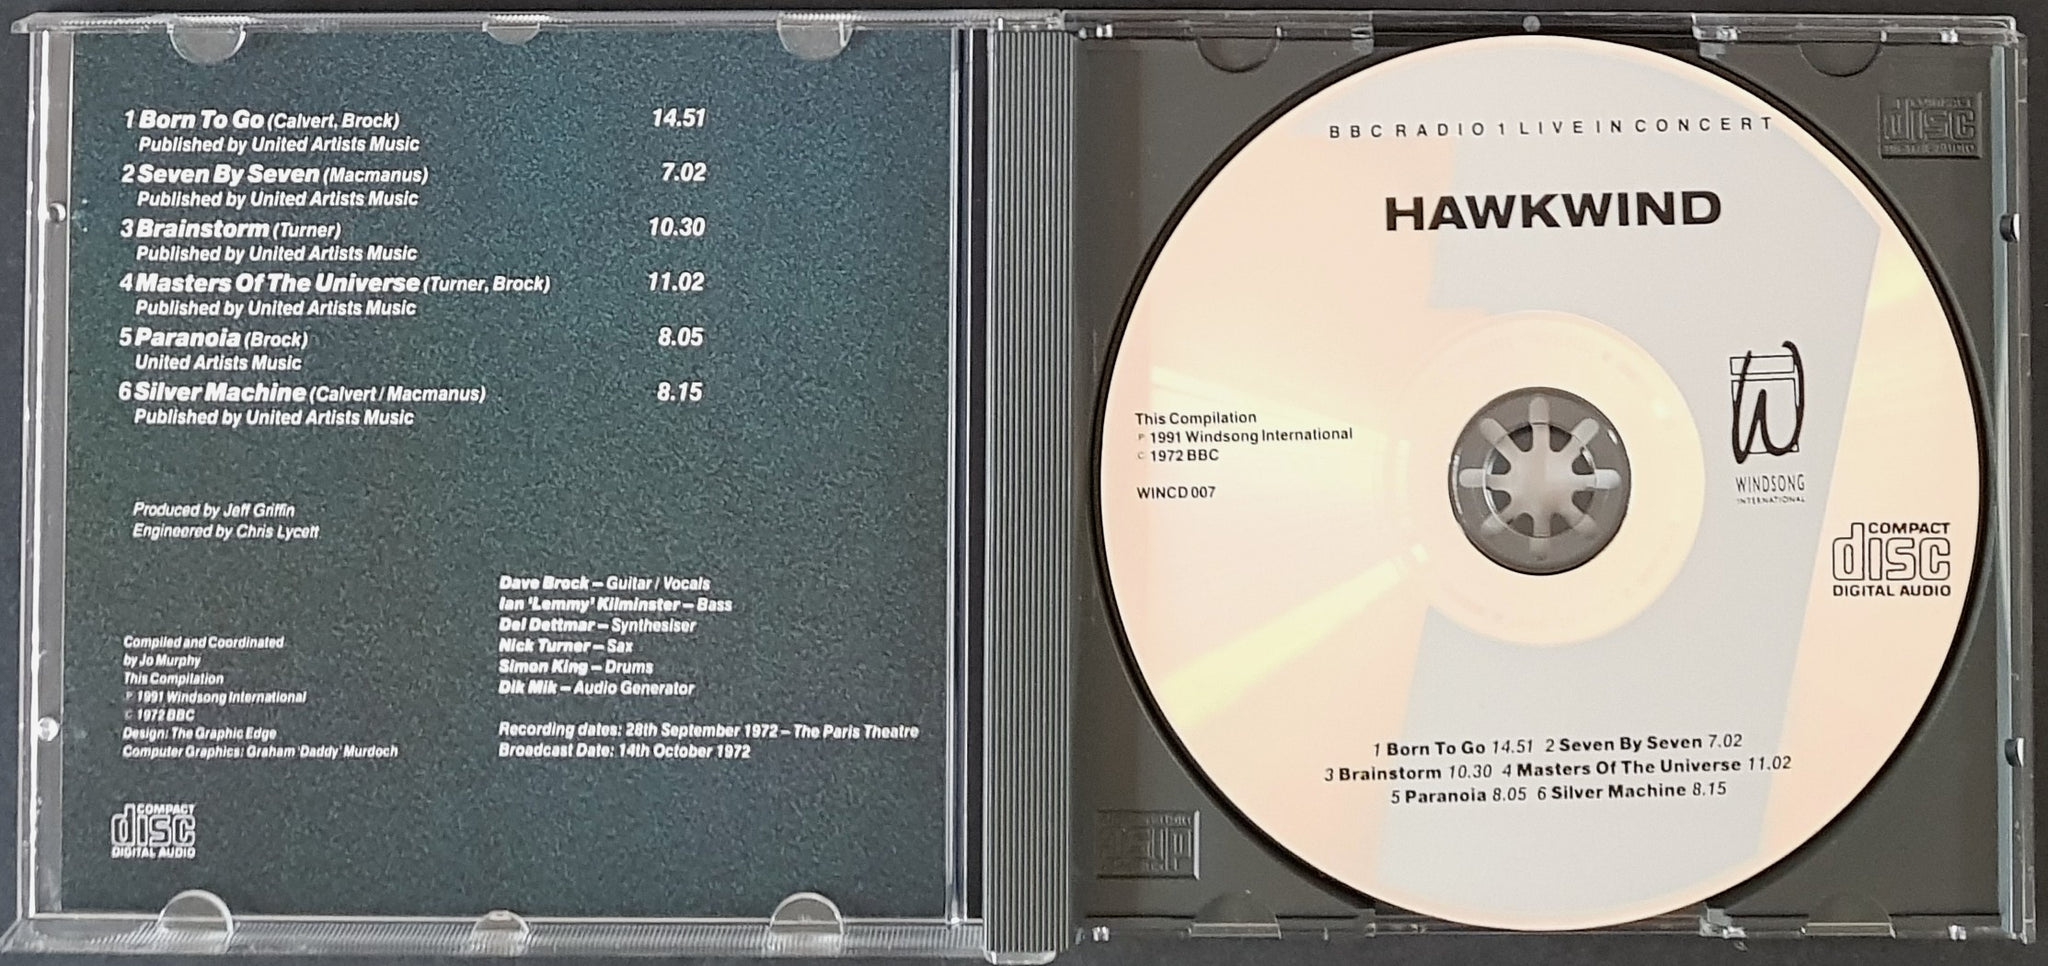 1 Born To Go (Calvert, Brock) 14.51
Published by United Artists Music
2 Seven By Seven (Macmanus) 7.02
Published by United Artists Music
3 Brainstorm (Turner) 10.30
Published by United Artists Music
4 Masters Of The Universe (Turner, Brock) 11.02
Published by United Artists Music
5 Paranoia (Brock) 8.05
United Artists Music
6 Silver Machine (Calvert / Macmanus) 8.15
Published by United Artists Music
Produced by Jeff Griffin
Engineered by Chris Lycett
Dave Brock – Guitar / Vocals
Ian 'Lemmy' Kilminster – Bass
Del Dettmar – Synthesiser
Nick Turner – Sax
Simon King – Drums
Dik Mik – Audio Generator
Recording dates: 28th September 1972 – The Paris Theatre
Broadcast Date: 14th October 1972
Compiled and Coordinated
by Jo Murphy
This Compilation
℗ 1991 Windsong International
© 1972 BBC
Design: The Graphic Edge
Computer Graphics: Graham 'Daddy' Murdoch
COMPACT
disc
DIGITAL AUDIO
BBC RADIO 1 LIVE IN CONCERT
HAWKWIND
This Compilation
℗ 1991 Windsong International
© 1972 BBC
WINCD 007
W
WINDSONG
INTERNATIONAL
COMPACT
disc
DIGITAL AUDIO
1 Born To Go 14.51 2 Seven By Seven 7.02
3 Brainstorm 10.30 4 Masters Of The Universe 11.02
5 Paranoia 8.05 6 Silver Machine 8.15
COMPACT
disc
DIGITAL AUDIO
disc